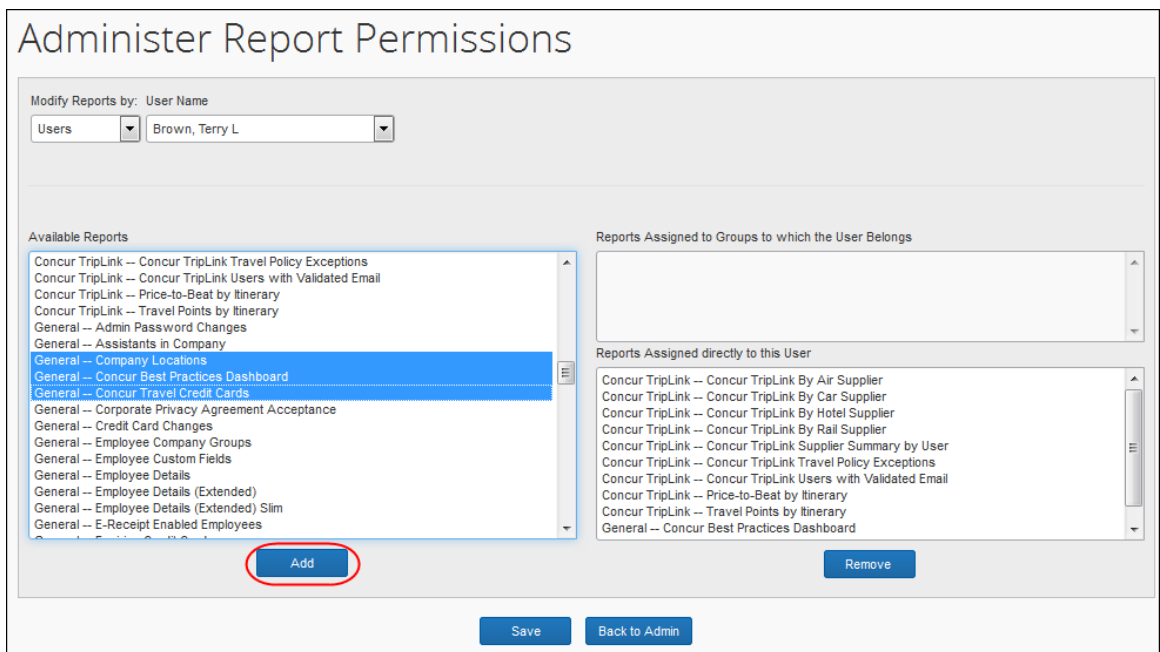 Administer Report Permissions
Modify Reports by: User Name
Users Brown, Terry L
Available Reports
Concur TripLink -- Concur TripLink Travel Policy Exceptions
Concur TripLink -- Concur TripLink Users with Validated Email
Concur TripLink -- Price-to-Beat by Itinerary
Concur TripLink -- Travel Points by Itinerary
General -- Admin Password Changes
General -- Assistants in Company
General -- Company Locations
General -- Concur Best Practices Dashboard
General -- Concur Travel Credit Cards
General -- Corporate Privacy Agreement Acceptance
General -- Credit Card Changes
General -- Employee Company Groups
General -- Employee Custom Fields
General -- Employee Details
General -- Employee Details (Extended)
General -- Employee Details (Extended) Slim
General -- E-Receipt Enabled Employees
Add
Reports Assigned to Groups to which the User Belongs
Reports Assigned directly to this User
Concur TripLink -- Concur TripLink By Air Supplier
Concur TripLink -- Concur TripLink By Car Supplier
Concur TripLink -- Concur TripLink By Hotel Supplier
Concur TripLink -- Concur TripLink By Rail Supplier
Concur TripLink -- Concur TripLink Supplier Summary by User
Concur TripLink -- Concur TripLink Travel Policy Exceptions
Concur TripLink -- Concur TripLink Users with Validated Email
Concur TripLink -- Price-to-Beat by Itinerary
Concur TripLink -- Travel Points by Itinerary
General -- Concur Best Practices Dashboard
Remove
Save Back to Admin